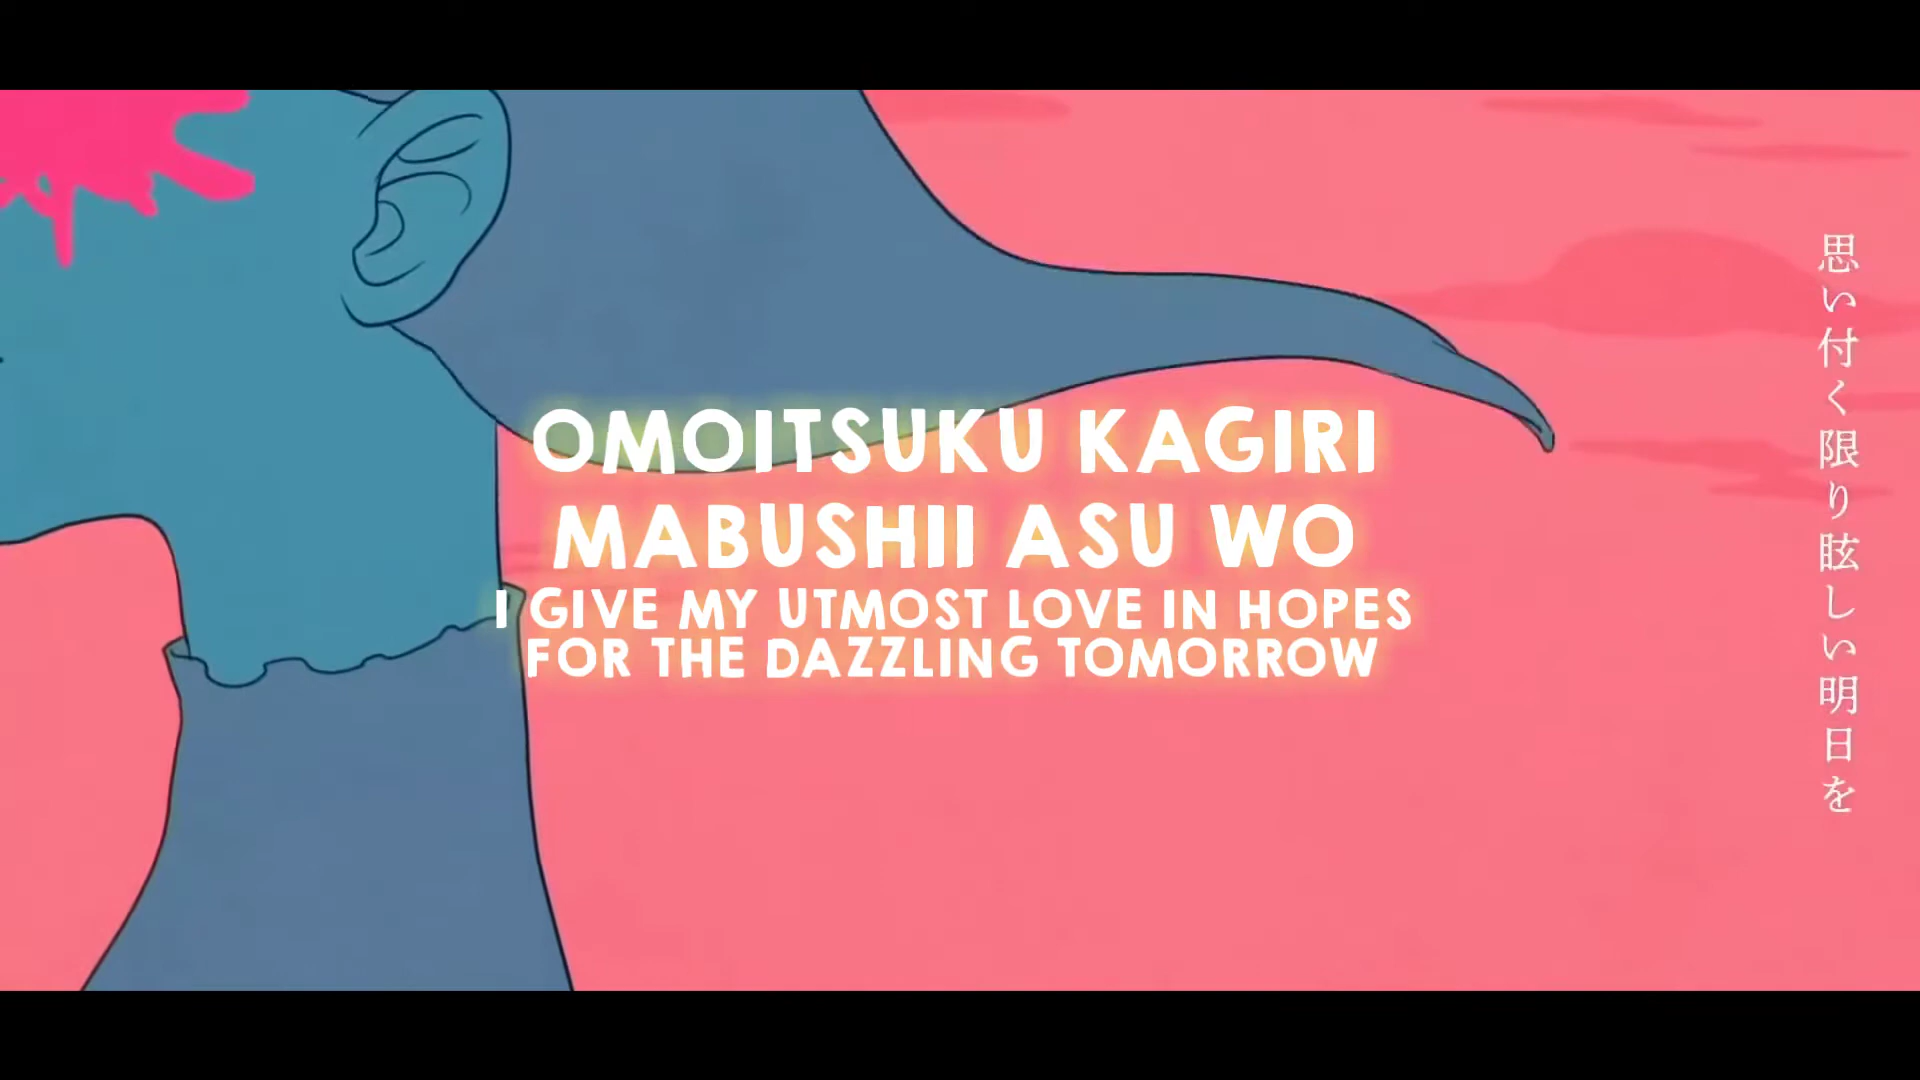 OMOITSUKU KAGIRI
MABUSHII ASU WO
I GIVE MY UTMOST LOVE IN HOPES
FOR THE DAZZLING TOMORROW
思い付く限り眩しい明日を